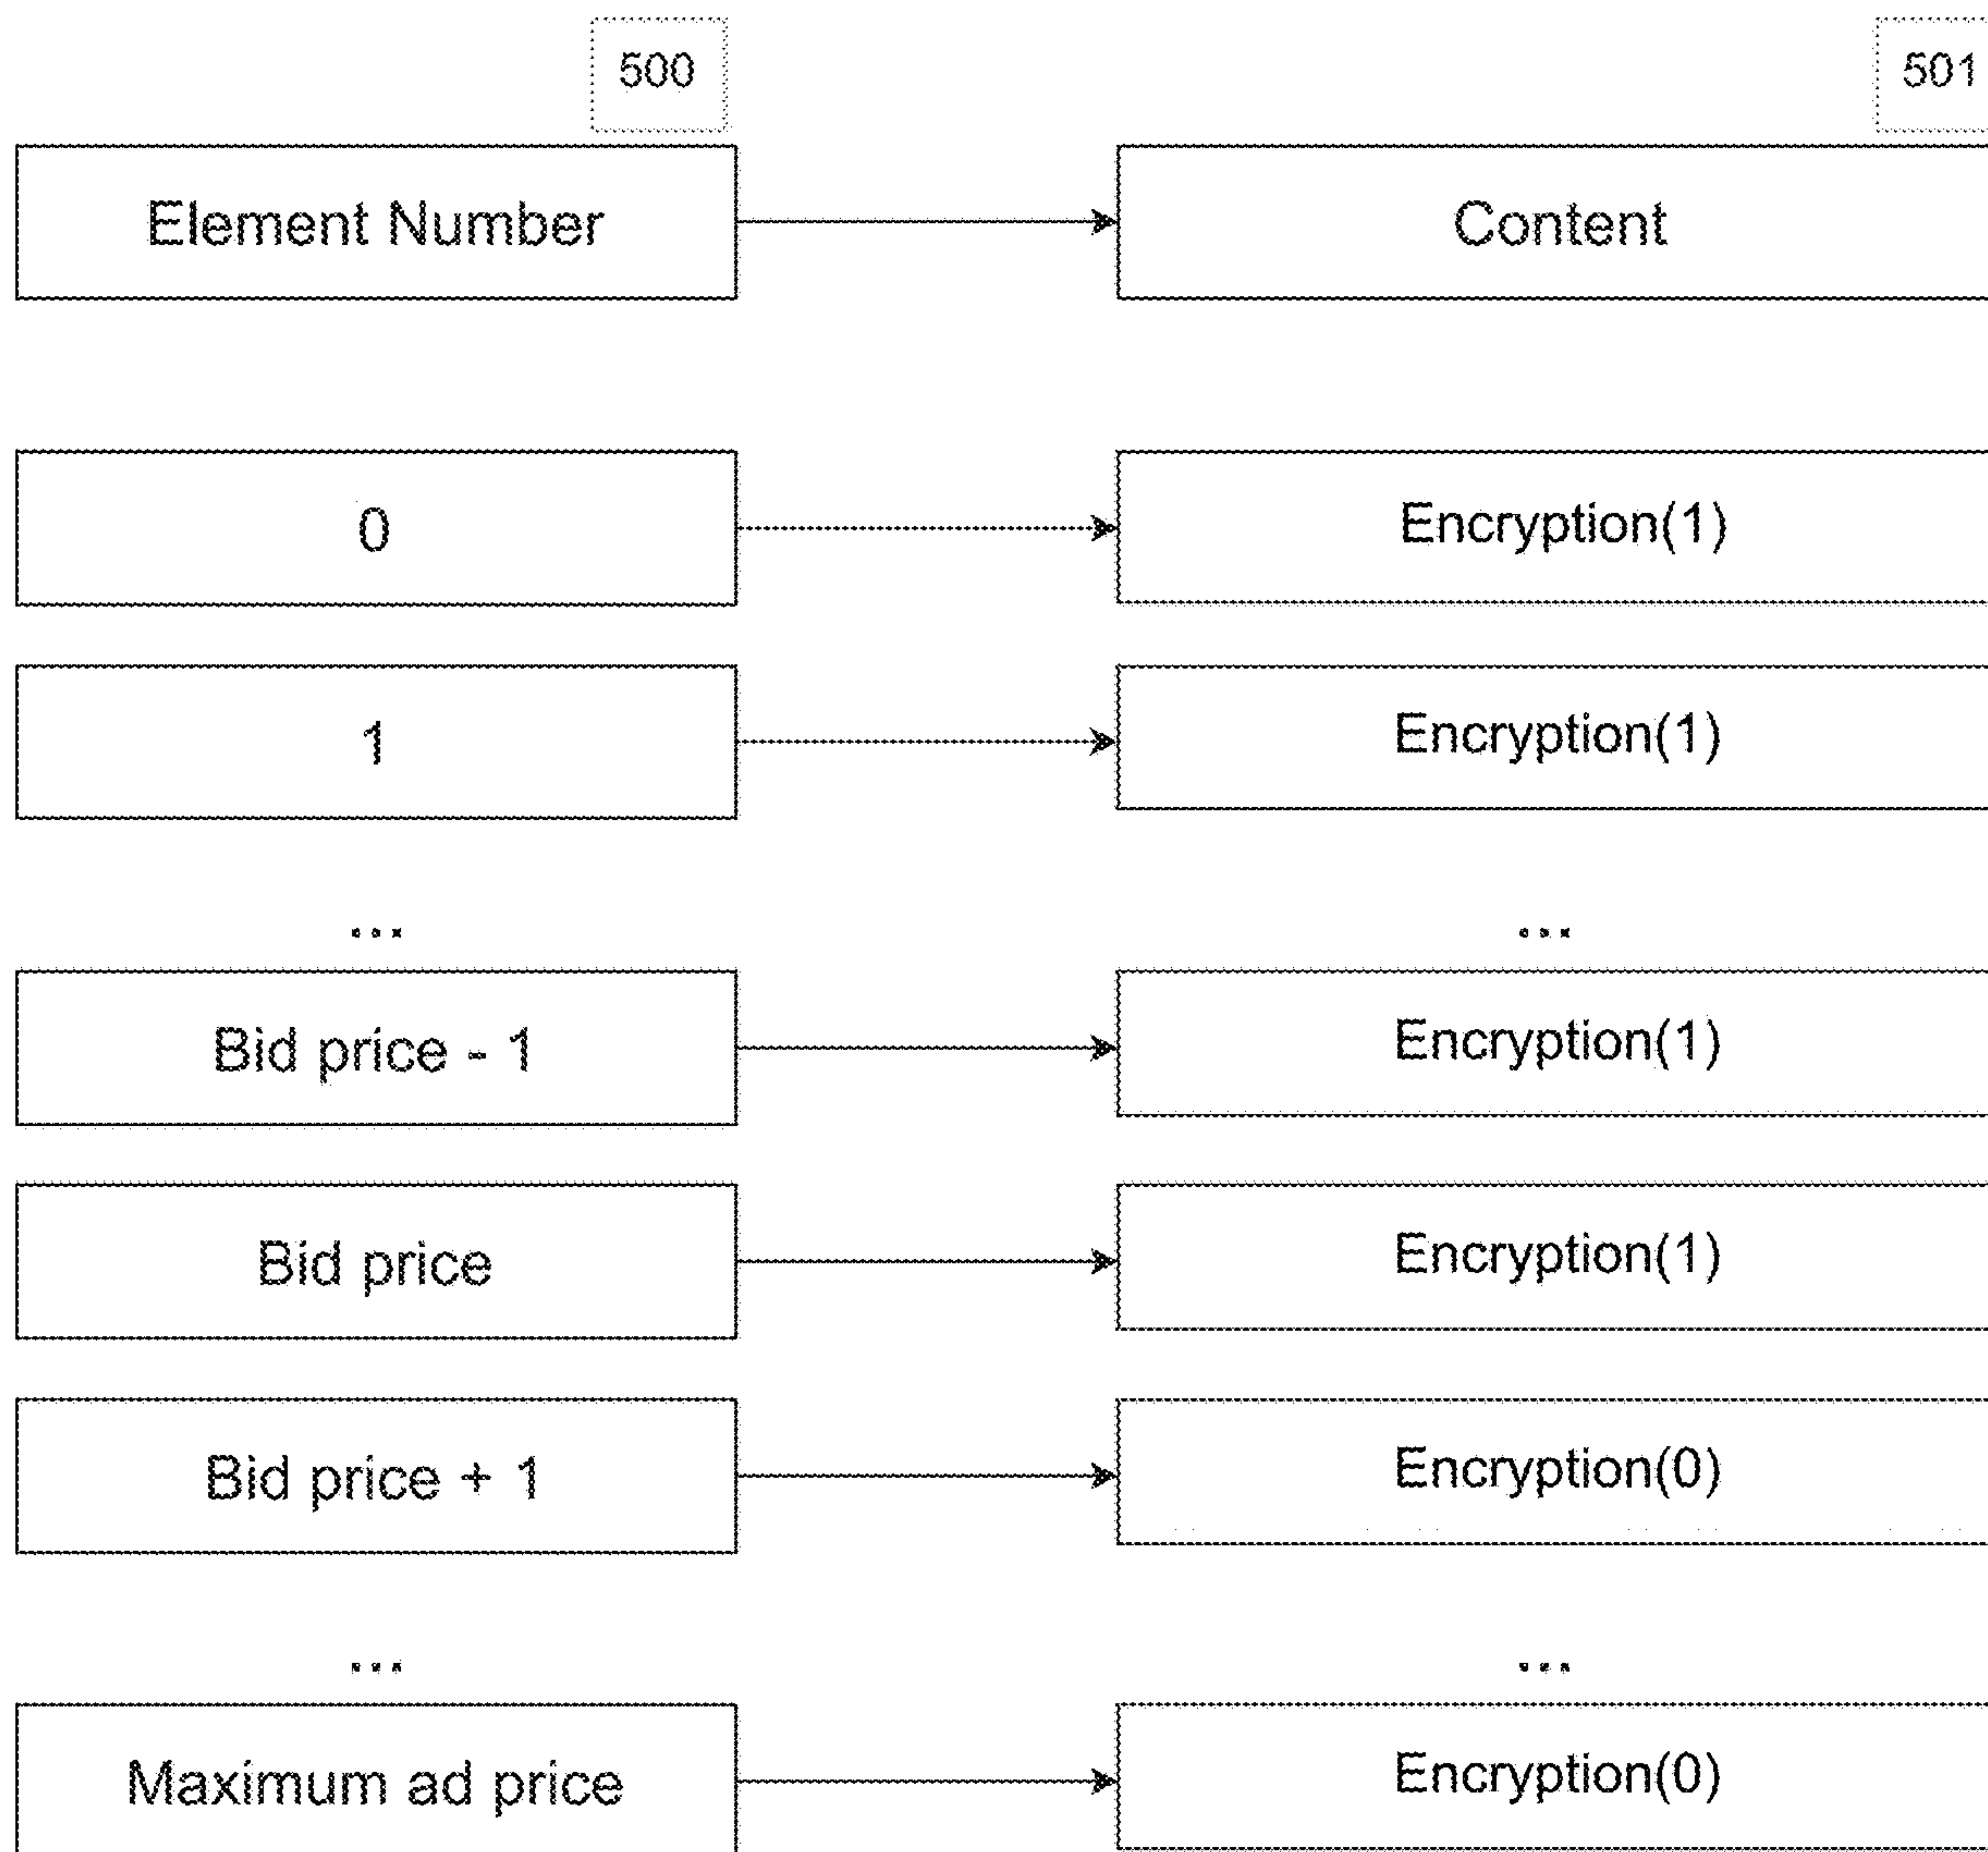 500 501
Element Number Content
0 Encryption(1)
1 Encryption(1)
... ...
Bid price - 1 Encryption(1)
Bid price Encryption(1)
Bid price + 1 Encryption(0)
... ...
Maximum ad price Encryption(0)